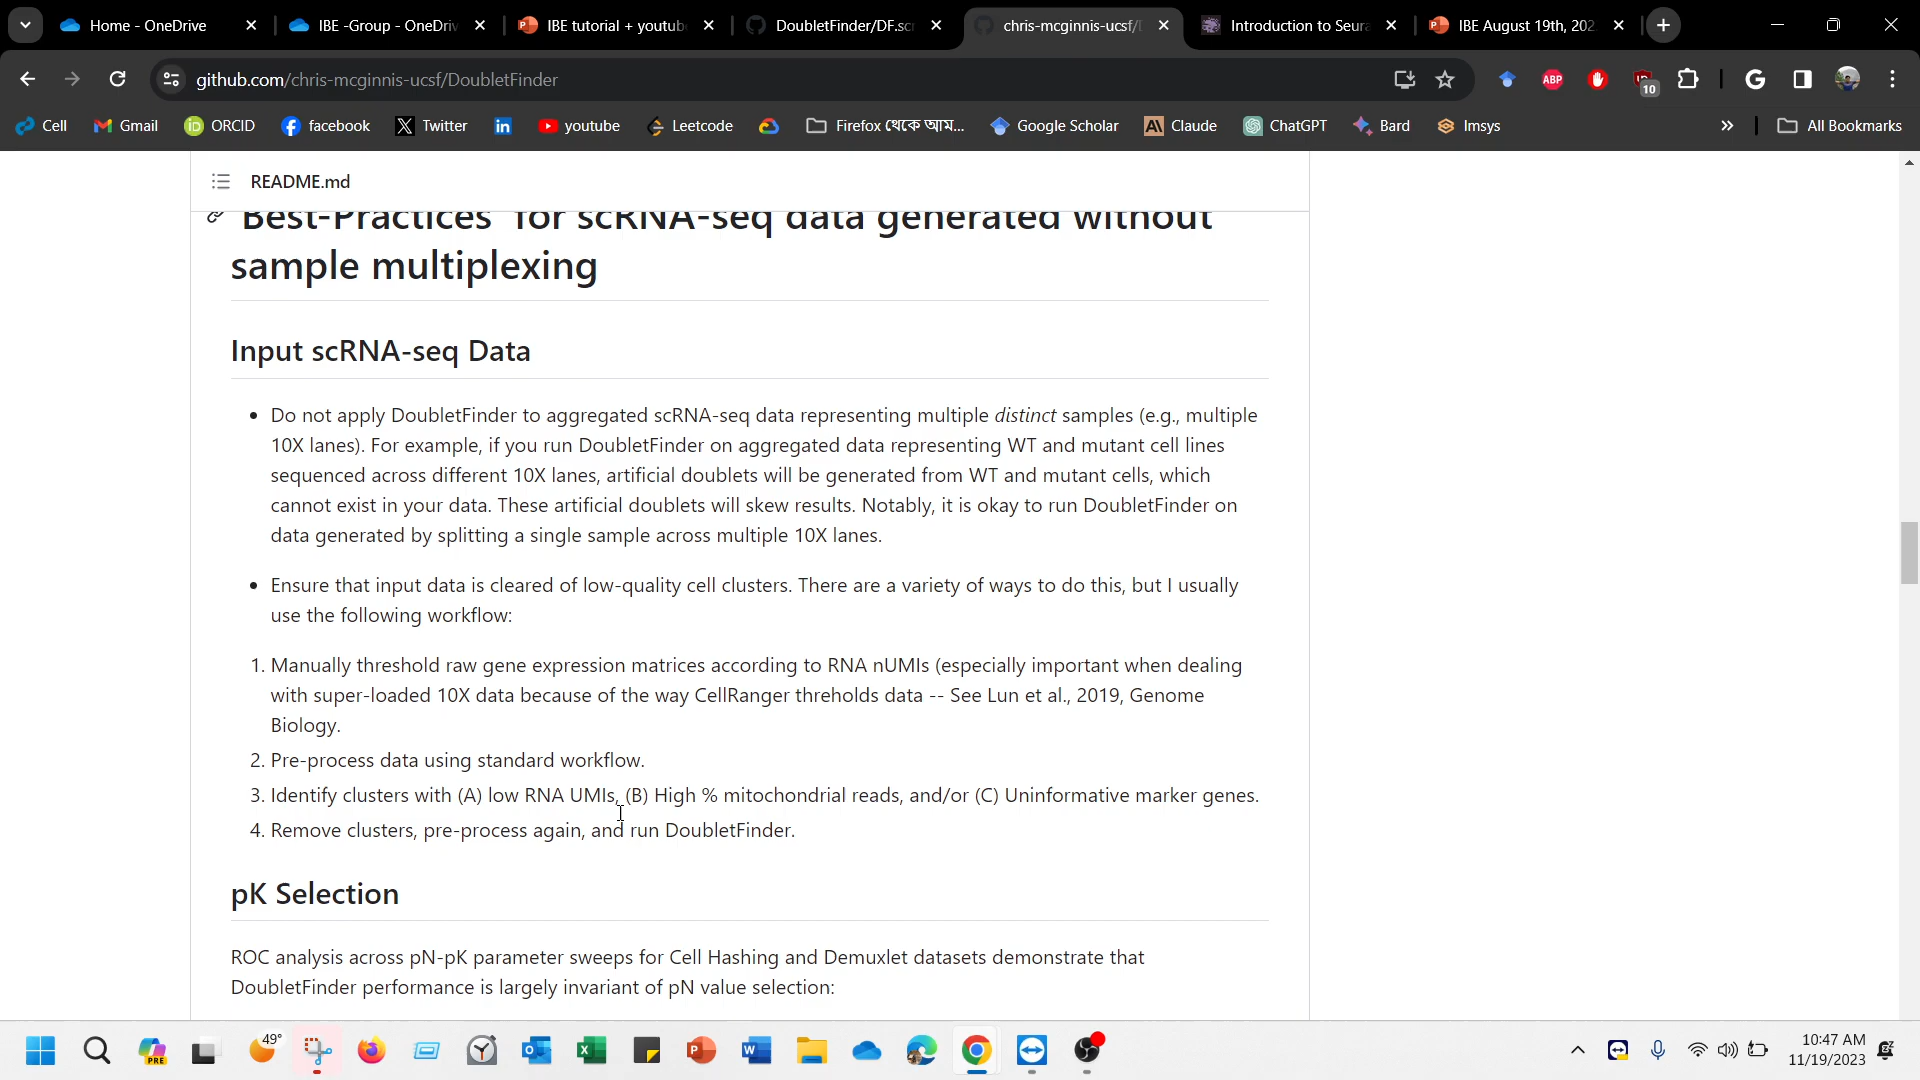 Home - OneDrive
IBE -Group - OneDriv
IBE tutorial + youtub
DoubletFinder/DF.scr
chris-mcginnis-ucsf/
Introduction to Seura
IBE August 19th, 202
github.com/chris-mcginnis-ucsf/DoubletFinder
ABP
10
Cell
Gmail
ORCID
facebook
Twitter
youtube
Leetcode
Firefox থেকে আম...
Google Scholar
Claude
ChatGPT
Bard
Imsys
All Bookmarks
README.md
Best-Practices' for scRNA-seq data generated without
sample multiplexing
Input scRNA-seq Data
• Do not apply DoubletFinder to aggregated scRNA-seq data representing multiple distinct samples (e.g., multiple
10X lanes). For example, if you run DoubletFinder on aggregated data representing WT and mutant cell lines
sequenced across different 10X lanes, artificial doublets will be generated from WT and mutant cells, which
cannot exist in your data. These artificial doublets will skew results. Notably, it is okay to run DoubletFinder on
data generated by splitting a single sample across multiple 10X lanes.
• Ensure that input data is cleared of low-quality cell clusters. There are a variety of ways to do this, but I usually
use the following workflow:
1. Manually threshold raw gene expression matrices according to RNA nUMIs (especially important when dealing
with super-loaded 10X data because of the way CellRanger threholds data -- See Lun et al., 2019, Genome
Biology.
2. Pre-process data using standard workflow.
3. Identify clusters with (A) low RNA UMIs, (B) High % mitochondrial reads, and/or (C) Uninformative marker genes.
4. Remove clusters, pre-process again, and run DoubletFinder.
pK Selection
ROC analysis across pN-pK parameter sweeps for Cell Hashing and Demuxlet datasets demonstrate that
DoubletFinder performance is largely invariant of pN value selection:
PRE
49°
10:47 AM
11/19/2023